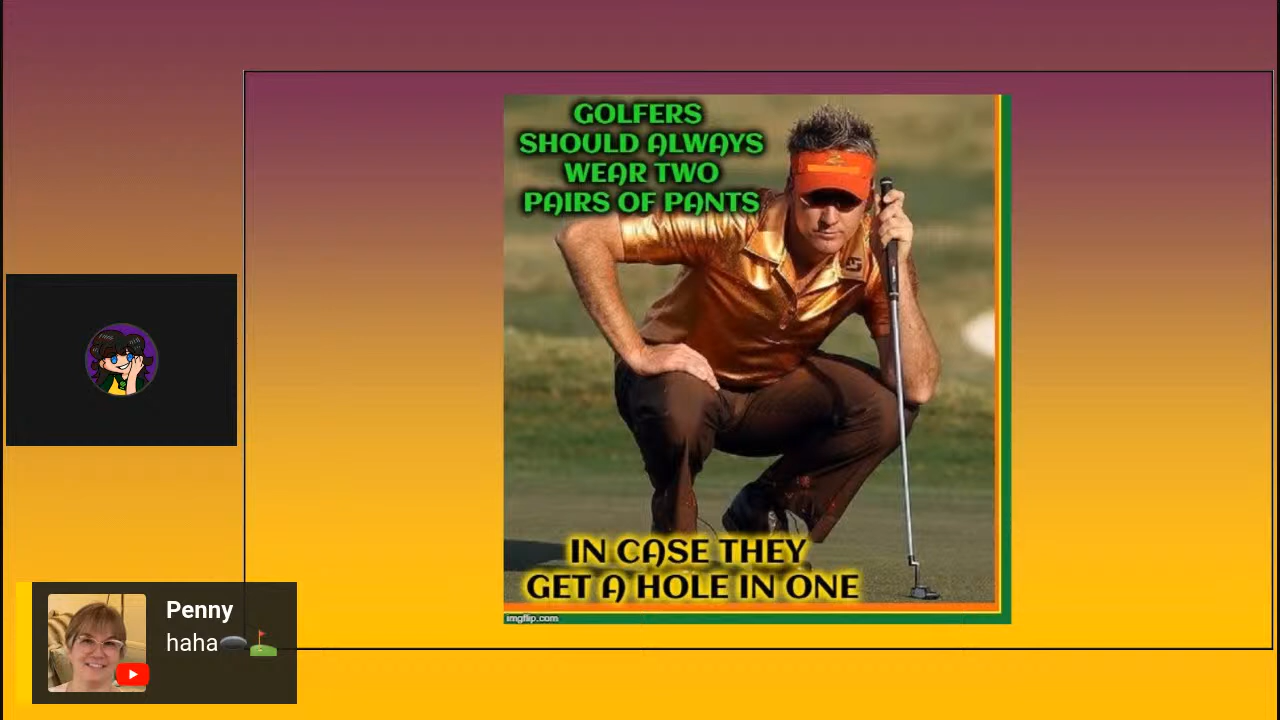 GOLFERS
SHOULD ALWAYS
WEAR TWO
PAIRS OF PANTS
IN CASE THEY
GET A HOLE IN ONE
imgflip.com
Penny
haha🕳️⛳